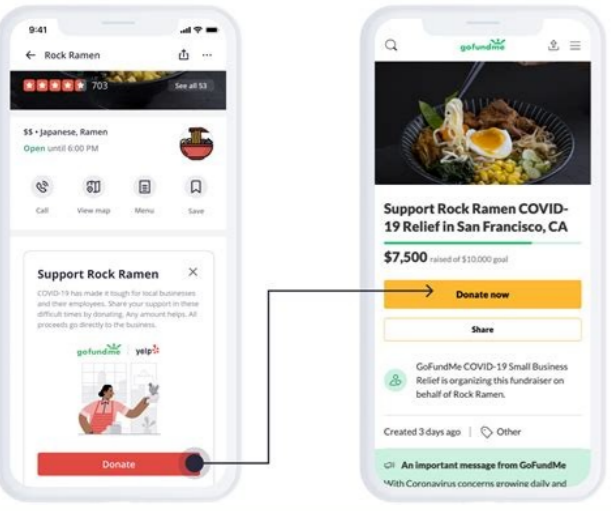 9:41
Rock Ramen
703
See all 53
$$ • Japanese, Ramen
Open until 6:00 PM
Call
View map
Menu
Save
Support Rock Ramen
COVID-19 has made it tough for local businesses
and their employees. Share your support in these
difficult times by donating. Any amount helps. All
proceeds go directly to the business.
gofundme
yelp
Donate
gofundme
Support Rock Ramen COVID-
19 Relief in San Francisco, CA
$7,500 raised of $10,000 goal
Donate now
Share
GoFundMe COVID-19 Small Business
Relief is organizing this fundraiser on
behalf of Rock Ramen.
Created 3 days ago | Other
An important message from GoFundMe
With Coronavirus concerns growing daily and